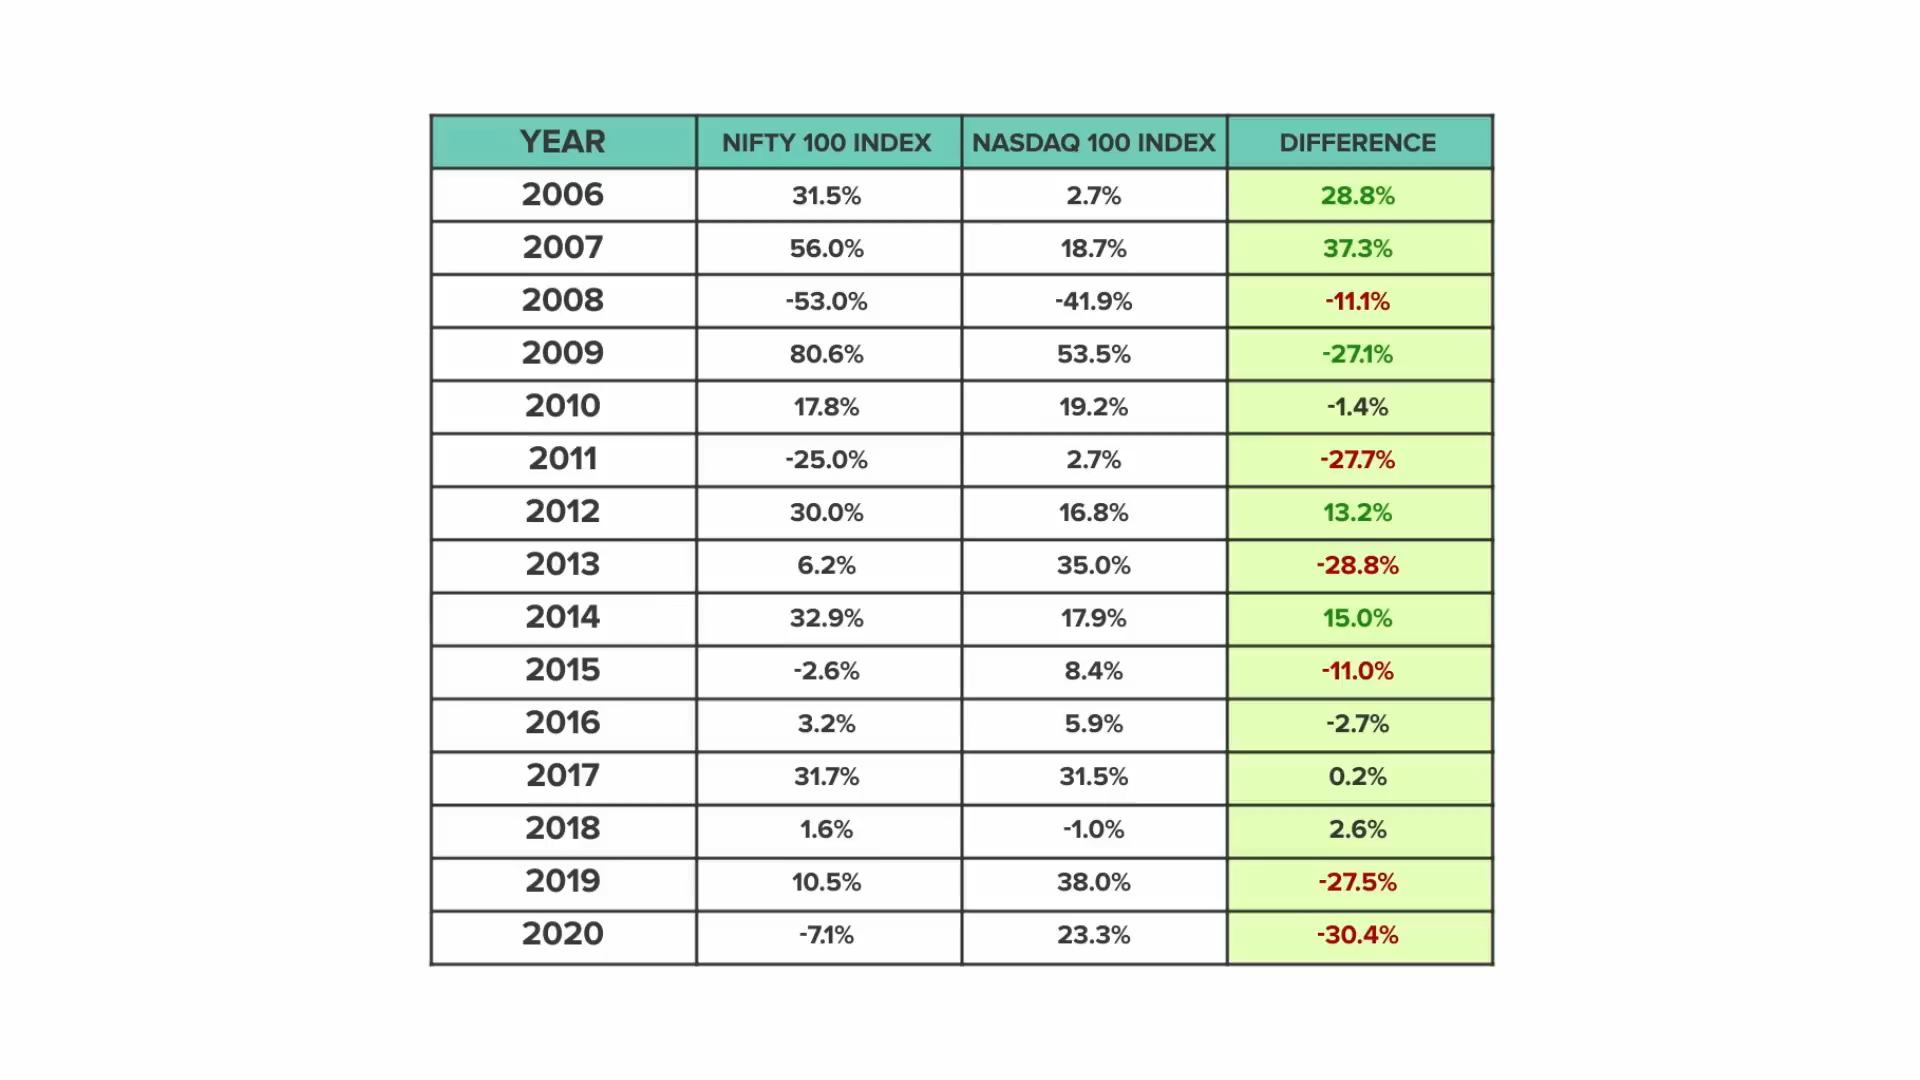 YEAR NIFTY 100 INDEX NASDAQ 100 INDEX DIFFERENCE
2006 31.5% 2.7% 28.8%
2007 56.0% 18.7% 37.3%
2008 -53.0% -41.9% -11.1%
2009 80.6% 53.5% -27.1%
2010 17.8% 19.2% -1.4%
2011 -25.0% 2.7% -27.7%
2012 30.0% 16.8% 13.2%
2013 6.2% 35.0% -28.8%
2014 32.9% 17.9% 15.0%
2015 -2.6% 8.4% -11.0%
2016 3.2% 5.9% -2.7%
2017 31.7% 31.5% 0.2%
2018 1.6% -1.0% 2.6%
2019 10.5% 38.0% -27.5%
2020 -7.1% 23.3% -30.4%